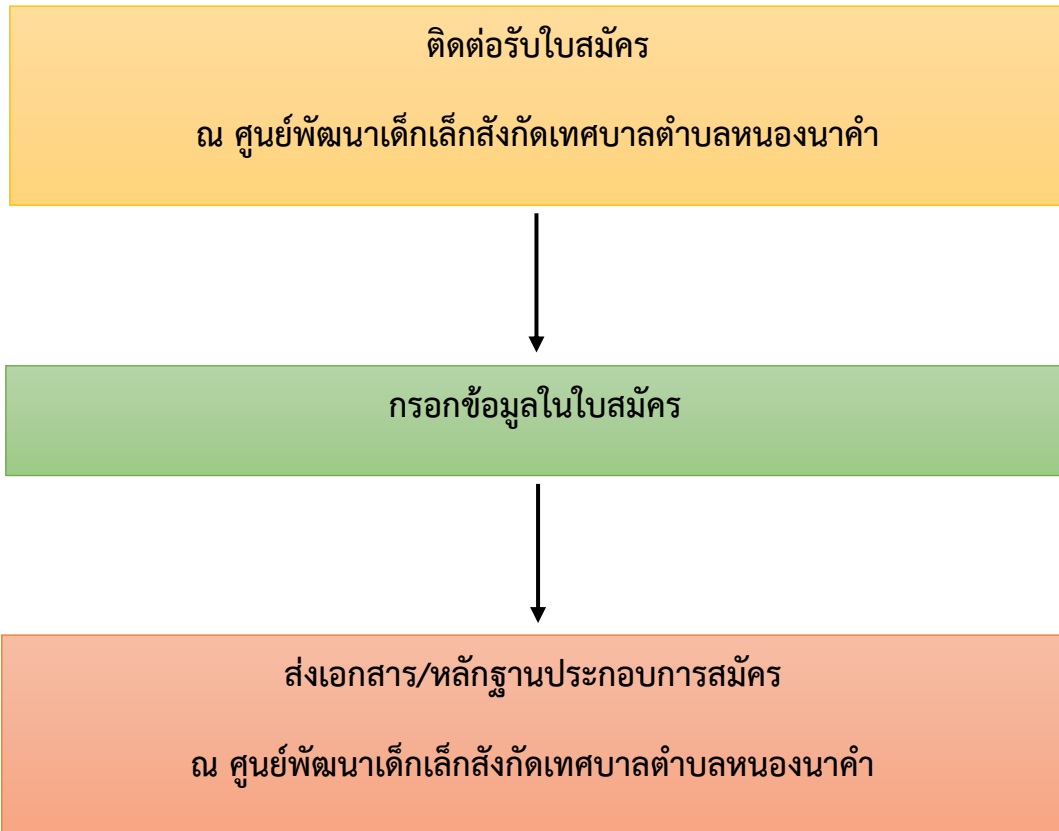 ติดต่อรับใบสมัคร
ณ ศูนย์พัฒนาเด็กเล็กสังกัดเทศบาลตำบลหนองนาคำ
กรอกข้อมูลในใบสมัคร
ส่งเอกสาร/หลักฐานประกอบการสมัคร
ณ ศูนย์พัฒนาเด็กเล็กสังกัดเทศบาลตำบลหนองนาคำ